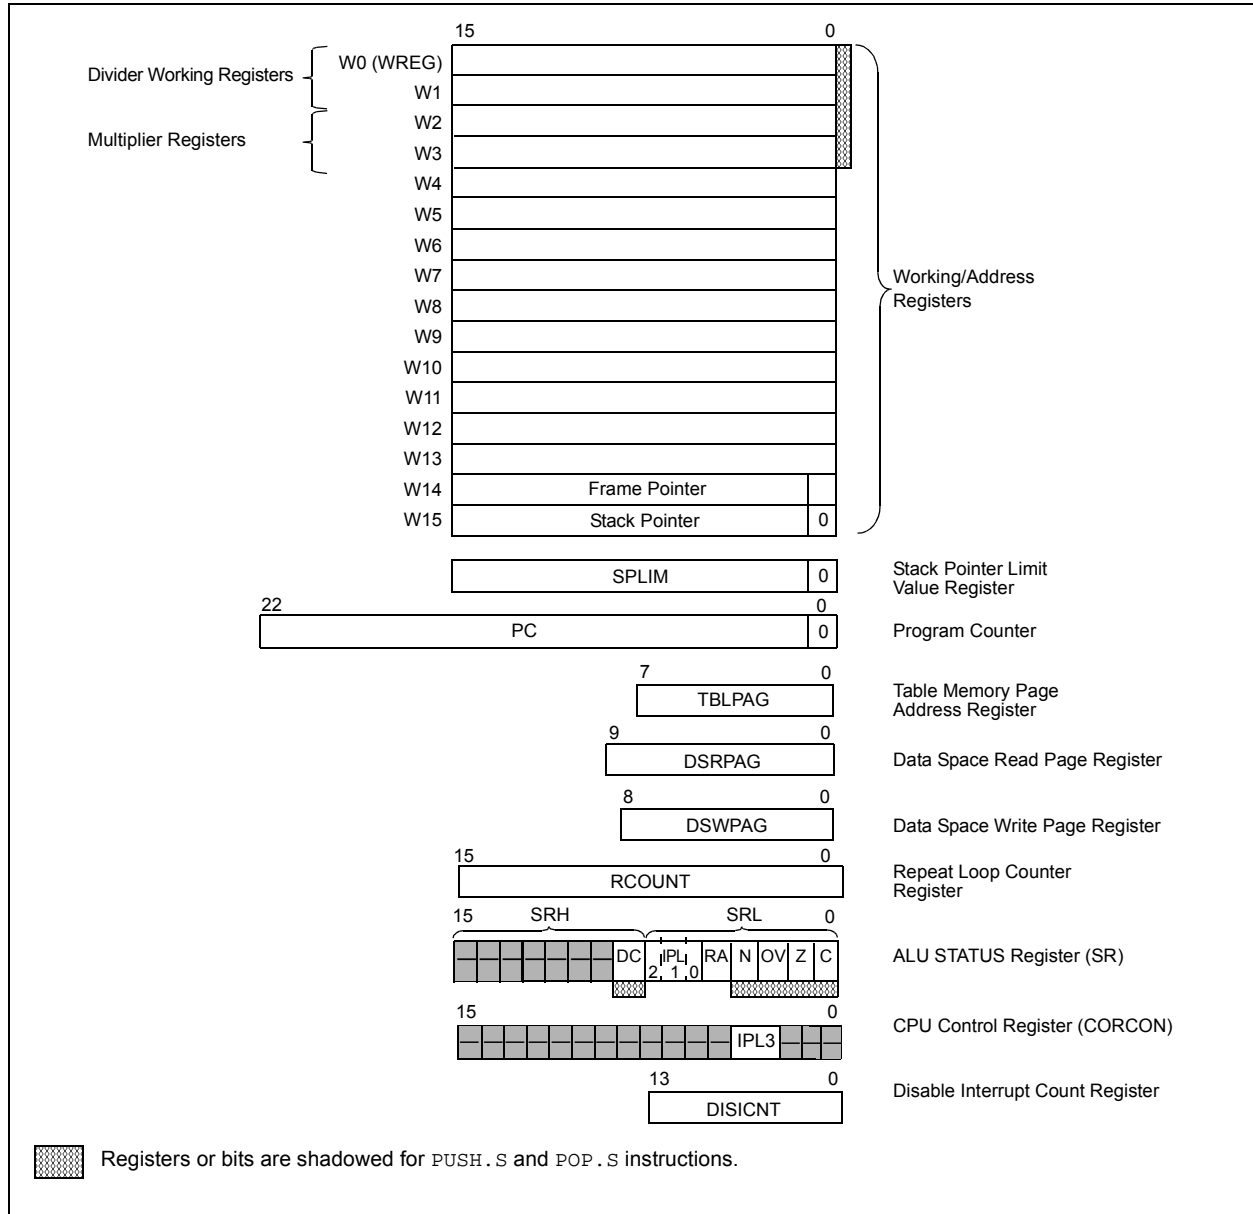 15 0
Divider Working Registers
W0 (WREG)
W1
Multiplier Registers
W2
W3
W4
W5
W6
W7
W8
W9
W10
W11
W12
W13
W14 Frame Pointer
W15 Stack Pointer 0
Working/Address
Registers
SPLIM 0
Stack Pointer Limit
Value Register
22 0
PC 0
Program Counter
7 0
TBLPAG
Table Memory Page
Address Register
9 0
DSRPAG
Data Space Read Page Register
8 0
DSWPAG
Data Space Write Page Register
15 0
RCOUNT
Repeat Loop Counter
Register
15 SRH SRL 0
— — — — — — — DC IPL RA N OV Z C
2 1 0
ALU STATUS Register (SR)
15 0
— — — — — — — — — — — IPL3 — — —
CPU Control Register (CORCON)
13 0
DISICNT
Disable Interrupt Count Register
Registers or bits are shadowed for PUSH.S and POP.S instructions.